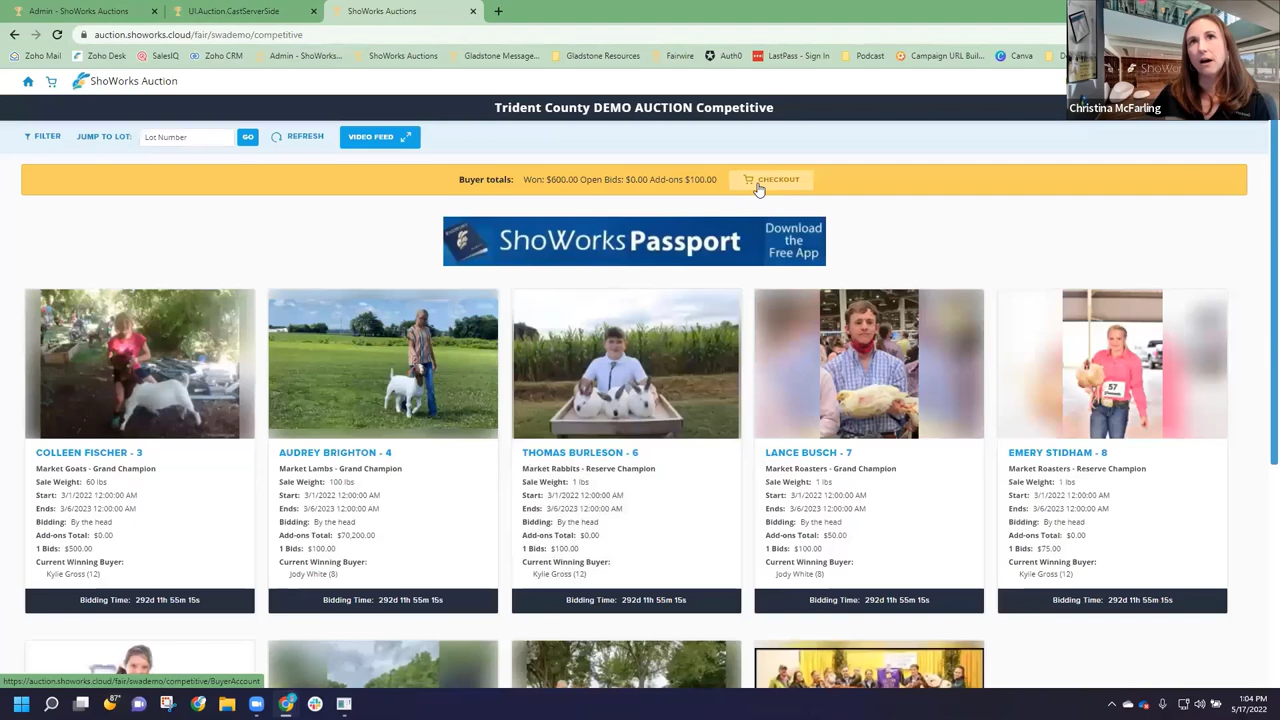 Admin - ShoWorks Auctions
UI.Auction.CastServerSide
ShoWorks Auctions
auction.showorks.cloud/fair/swademo/competitive
Zoho Mail
Zoho Desk
SalesIQ
Zoho CRM
Admin - ShoWorks...
ShoWorks Auctions
Gladstone Message...
Gladstone Resources
Fairwire
Auth0
LastPass - Sign In
Podcast
Campaign URL Buil...
Canva
Christina McFarling
ShoWorks Auction
Trident County DEMO AUCTION Competitive
FILTER
JUMP TO LOT:
Lot Number
GO
REFRESH
VIDEO FEED
Buyer totals: Won: $600.00 Open Bids: $0.00 Add-ons $100.00
CHECKOUT
ShoWorks Passport
Download
the
Free App
COLLEEN FISCHER - 3
Market Goats - Grand Champion
Sale Weight: 60 lbs
Start: 3/1/2022 12:00:00 AM
Ends: 3/6/2023 12:00:00 AM
Bidding: By the head
Add-ons Total: $0.00
1 Bids: $500.00
Current Winning Buyer:
Kylie Gross (12)
Bidding Time: 292d 11h 55m 15s
AUDREY BRIGHTON - 4
Market Lambs - Grand Champion
Sale Weight: 100 lbs
Start: 3/1/2022 12:00:00 AM
Ends: 3/6/2023 12:00:00 AM
Bidding: By the head
Add-ons Total: $70,200.00
1 Bids: $100.00
Current Winning Buyer:
Jody White (8)
Bidding Time: 292d 11h 55m 15s
THOMAS BURLESON - 6
Market Rabbits - Reserve Champion
Sale Weight: 1 lbs
Start: 3/1/2022 12:00:00 AM
Ends: 3/6/2023 12:00:00 AM
Bidding: By the head
Add-ons Total: $0.00
1 Bids: $100.00
Current Winning Buyer:
Kylie Gross (12)
Bidding Time: 292d 11h 55m 15s
LANCE BUSCH - 7
Market Roasters - Grand Champion
Sale Weight: 1 lbs
Start: 3/1/2022 12:00:00 AM
Ends: 3/6/2023 12:00:00 AM
Bidding: By the head
Add-ons Total: $50.00
1 Bids: $100.00
Current Winning Buyer:
Jody White (8)
Bidding Time: 292d 11h 55m 15s
57
EMERY STIDHAM - 8
Market Roasters - Reserve Champion
Sale Weight: 1 lbs
Start: 3/1/2022 12:00:00 AM
Ends: 3/6/2023 12:00:00 AM
Bidding: By the head
Add-ons Total: $0.00
1 Bids: $75.00
Current Winning Buyer:
Kylie Gross (12)
Bidding Time: 292d 11h 55m 15s
https://auction.showorks.cloud/fair/swademo/competitive/BuyerAccount
87°
1:04 PM
5/17/2022